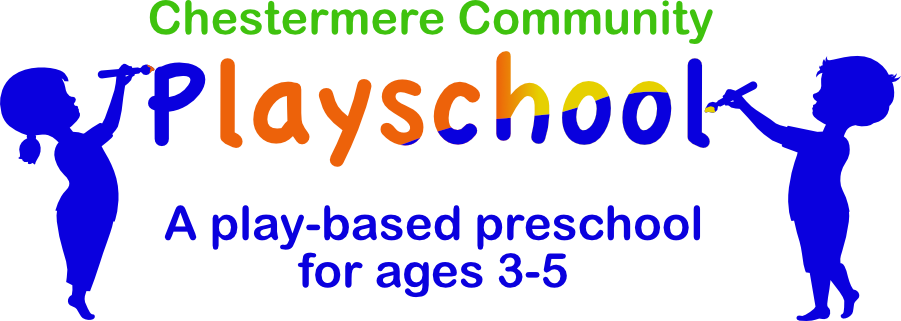 Chestermere Community
Playschool
A play-based preschool
for ages 3-5